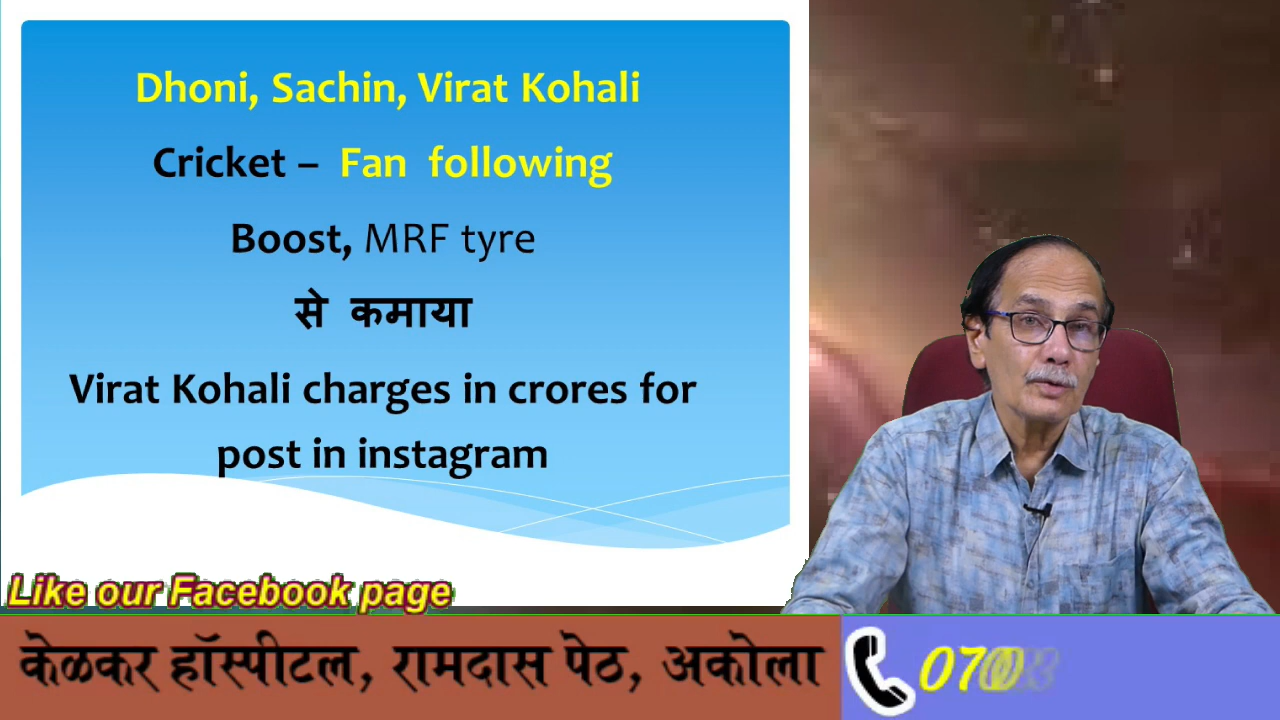 Dhoni, Sachin, Virat Kohali
Cricket – Fan following
Boost, MRF tyre
से कमाया
Virat Kohali charges in crores for
post in instagram
Like our Facebook page
केळकर हॉस्पीटल, रामदास पेठ, अकोला
070